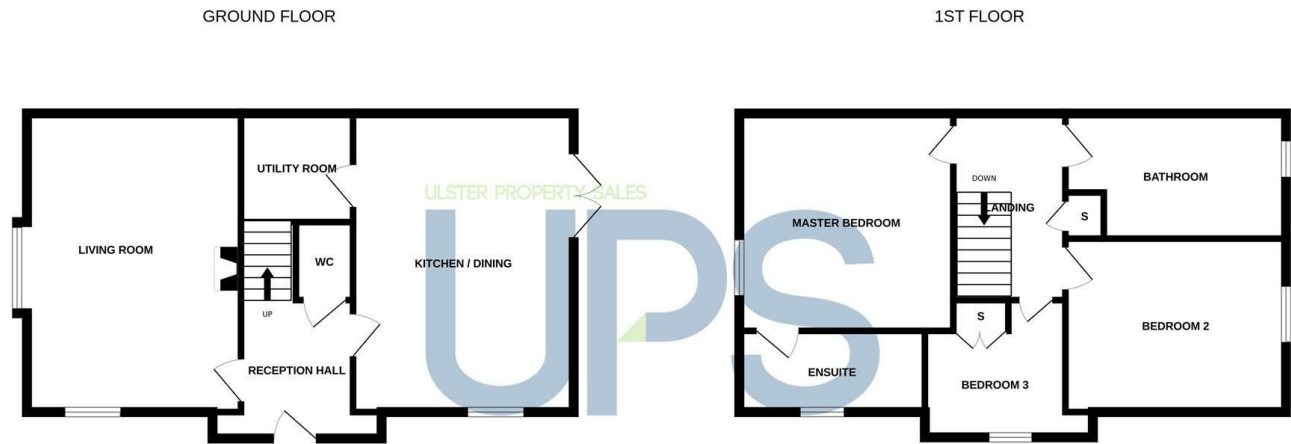 GROUND FLOOR
1ST FLOOR
UTILITY ROOM
LIVING ROOM
WC
KITCHEN / DINING
UP
RECEPTION HALL
ULSTER PROPERTY SALES
UPS
DOWN
LANDING
BATHROOM
S
MASTER BEDROOM
S
BEDROOM 2
ENSUITE
BEDROOM 3